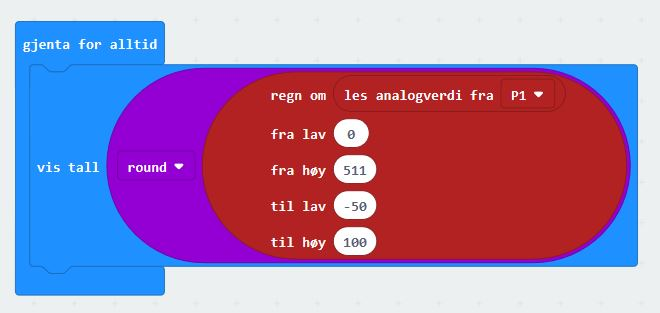 gjenta for alltid
regn om les analogverdi fra P1
fra lav 0
vis tall round
fra høy 511
til lav -50
til høy 100